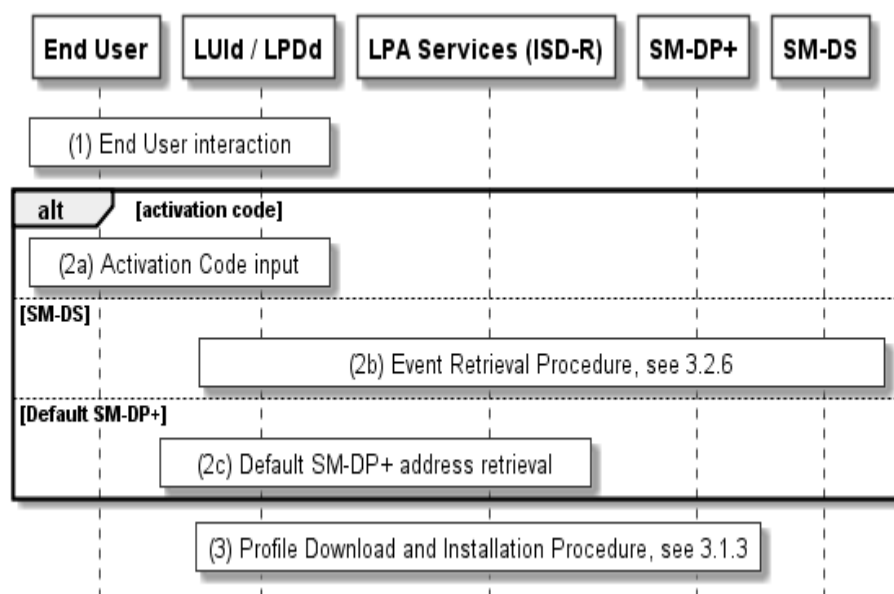 End User
LUId / LPDd
LPA Services (ISD-R)
SM-DP+
SM-DS
(1) End User interaction
alt
[activation code]
(2a) Activation Code input
[SM-DS]
(2b) Event Retrieval Procedure, see 3.2.6
[Default SM-DP+]
(2c) Default SM-DP+ address retrieval
(3) Profile Download and Installation Procedure, see 3.1.3